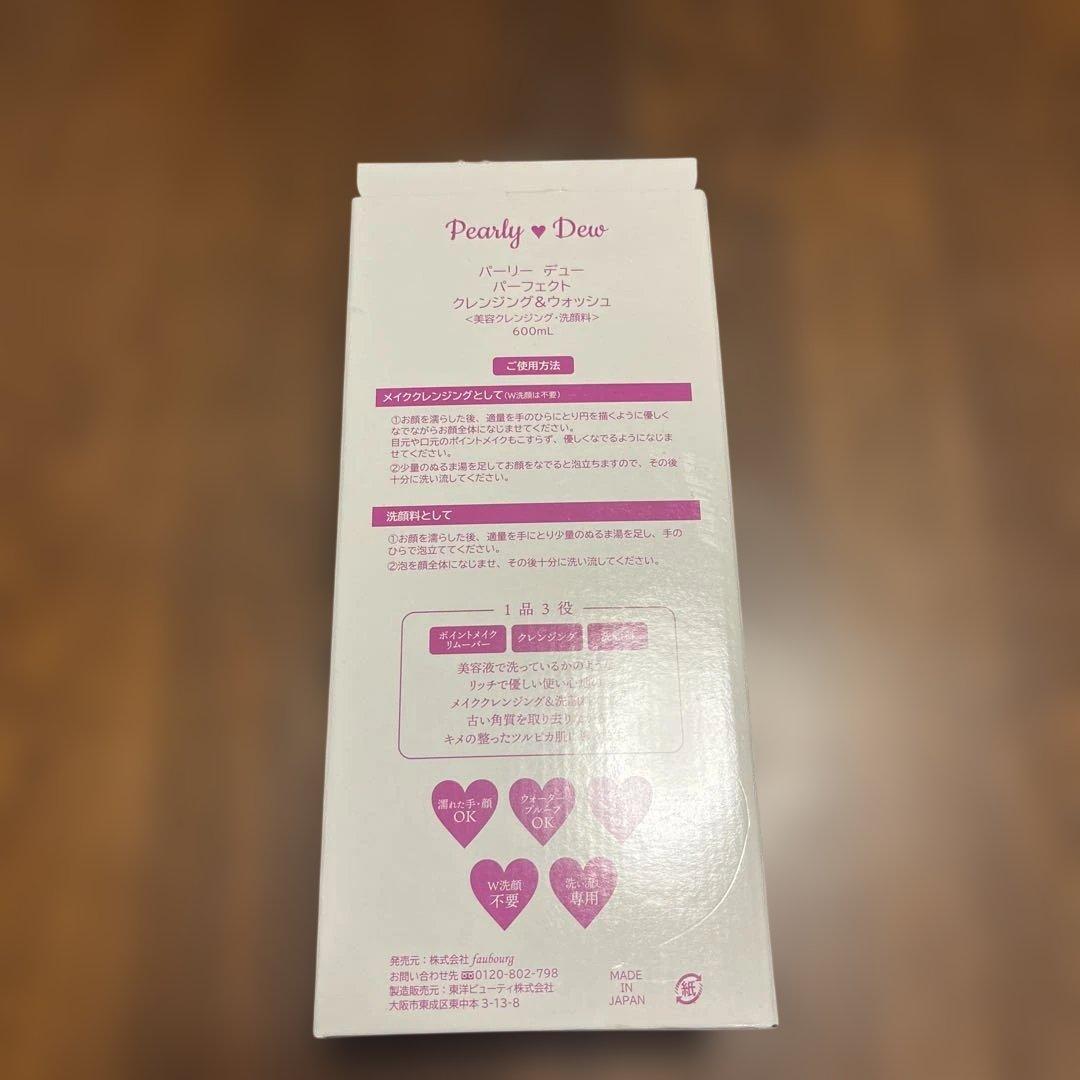 Pearly ♥ Dew
パーリー デュー
パーフェクト
クレンジング&ウォッシュ
<美容クレンジング・洗顔料>
600mL
ご使用方法
メイククレンジングとして(W洗顔は不要)
①お顔を濡らした後、適量を手のひらにとり円を描くように優しく
なでながらお顔全体になじませてください。
目元や口元のポイントメイクもこすらず、優しくなでるようになじま
せてください。
②少量のぬるま湯を足してお顔をなでると泡立ちますので、その後
十分に洗い流してください。
洗顔料として
①お顔を濡らした後、適量を手にとり少量のぬるま湯を足し、手の
ひらで泡立ててください。
②泡を顔全体になじませ、その後十分に洗い流してください。
1品3役
ポイントメイク
リムーバー
クレンジング
美容液で洗っているかのような
リッチで優しい使い心地の
メイククレンジング&洗顔
古い角質を取り去り
キメの整ったツルピカ肌に
濡れた手・顔
OK
ウォーター
プルーフ
OK
W洗顔
不要
洗い流し
専用
発売元:株式会社 faubourg
お問い合わせ先 0120-802-798
製造販売元:東洋ビューティ株式会社
大阪市東成区東中本 3-13-8
MADE
IN
JAPAN
紙